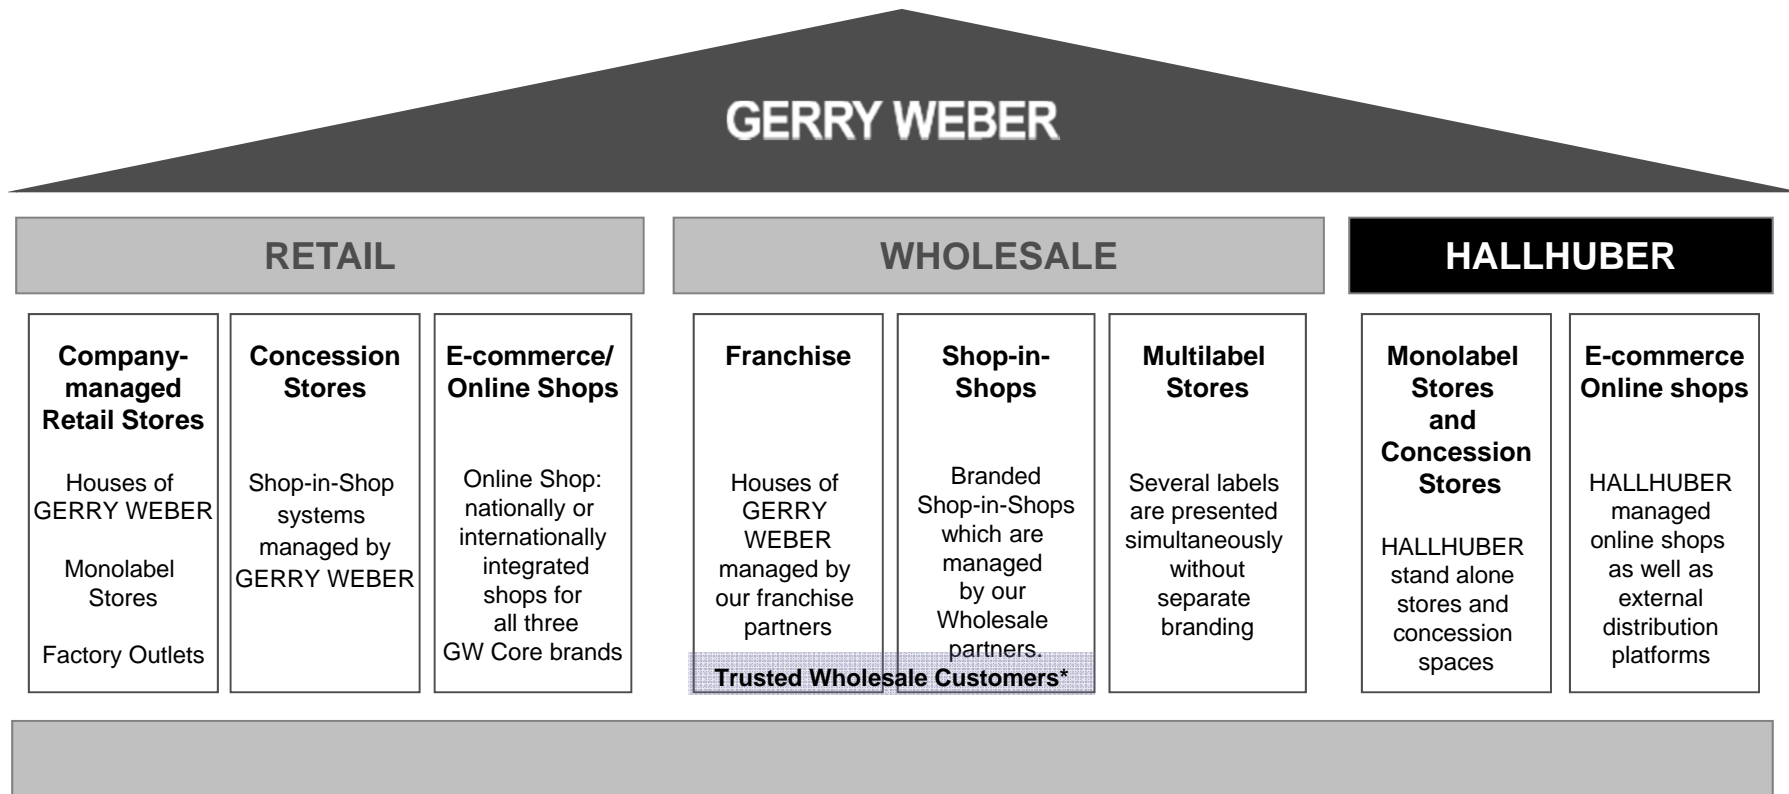 GERRY WEBER
RETAIL
WHOLESALE
HALLHUBER
Company-
managed
Retail Stores
Houses of
GERRY WEBER
Monolabel
Stores
Factory Outlets
Concession
Stores
Shop-in-Shop
systems
managed by
GERRY WEBER
E-commerce/
Online Shops
Online Shop:
nationally or
internationally
integrated
shops for
all three
GW Core brands
Franchise
Houses of
GERRY
WEBER
managed by
our franchise
partners
Shop-in-
Shops
Branded
Shop-in-Shops
which are
managed
by our
Wholesale
partners.
Trusted Wholesale Customers*
Multilabel
Stores
Several labels
are presented
simultaneously
without
separate
branding
Monolabel
Stores
and
Concession
Stores
HALLHUBER
stand alone
stores and
concession
spaces
E-commerce
Online shops
HALLHUBER
managed
online shops
as well as
external
distribution
platforms